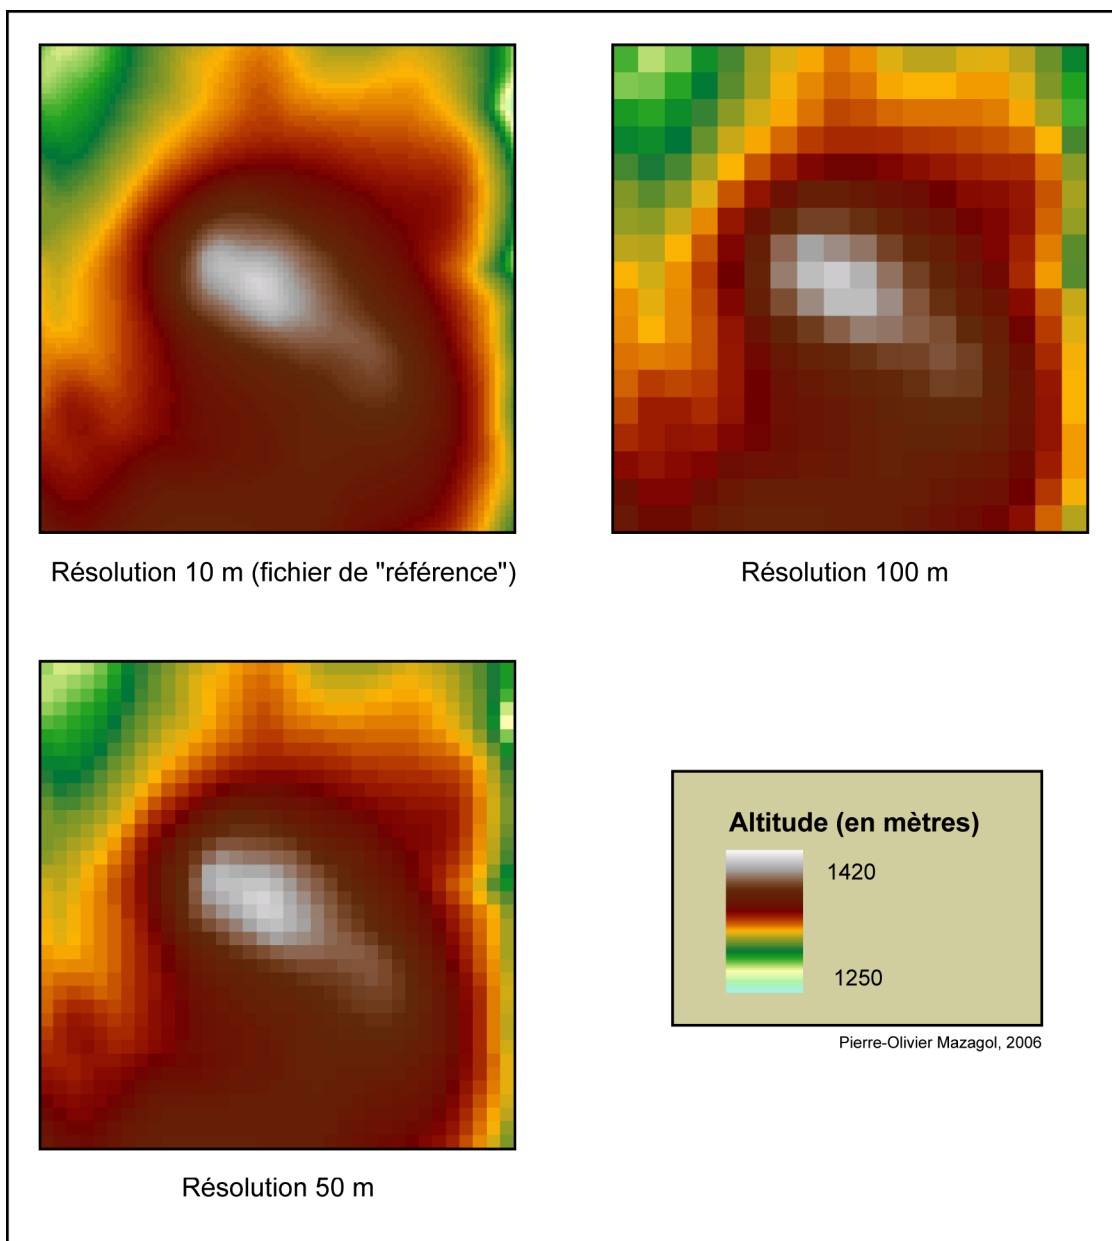 Résolution 10 m (fichier de "référence")
Résolution 100 m
Résolution 50 m
Altitude (en mètres)
1420
1250
Pierre-Olivier Mazagol, 2006